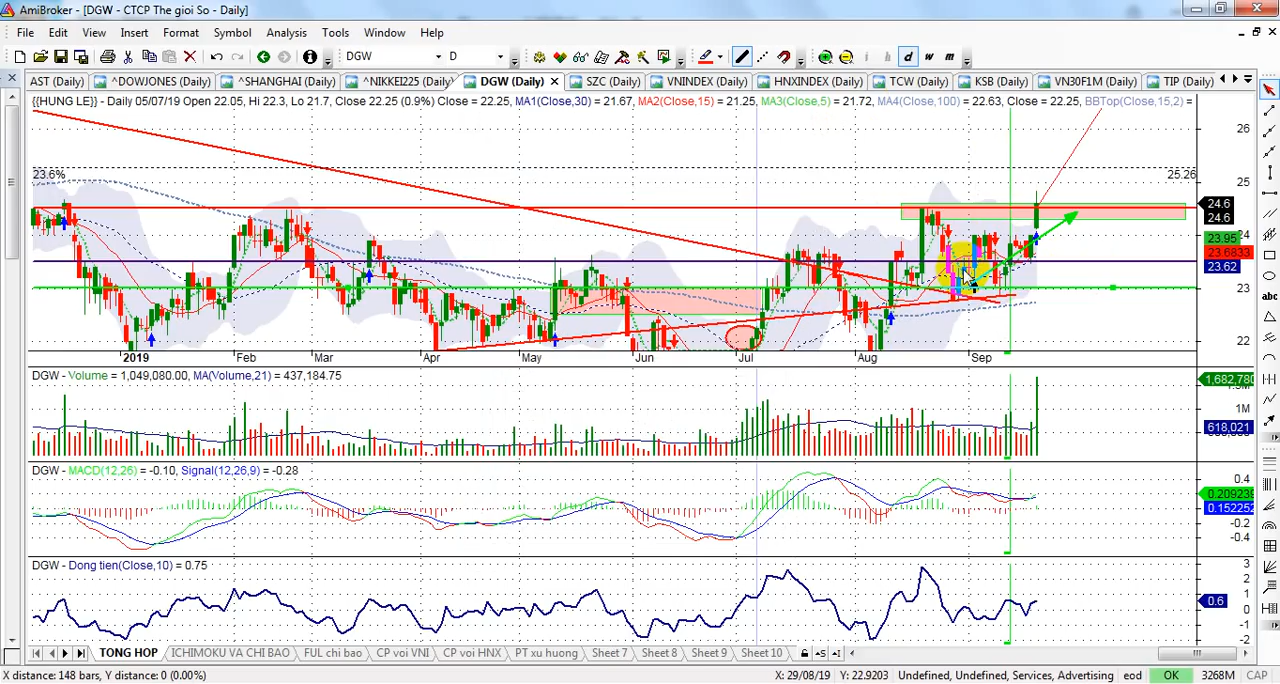 AmiBroker - [DGW - CTCP The gioi So - Daily]
File Edit View Insert Format Symbol Analysis Tools Window Help
DGW D d w m
AST (Daily) ^DOWJONES (Daily) ^SHANGHAI (Daily) ^NIKKEI225 (Daily) DGW (Daily) SZC (Daily) VNINDEX (Daily) HNXINDEX (Daily) TCW (Daily) KSB (Daily) VN30F1M (Daily) TIP (Daily)
{{HUNG LE}} - Daily 05/07/19 Open 22.05, Hi 22.3, Lo 21.7, Close 22.25 (0.9%) Close = 22.25, MA1(Close,30) = 21.67, MA2(Close,15) = 21.25, MA3(Close,5) = 21.72, MA4(Close,100) = 22.63, Close = 22.25, BBTop(Close,15,2) =
26
23.6%
25.26
25
24.6
24.6
24
23.95
23.6833
23.62
23
22
2019 Feb Mar Apr May Jun Jul Aug Sep
DGW - Volume = 1,049,080.00, MA(Volume,21) = 437,184.75
1,682,780
1M
618,021
DGW - MACD(12,26) = -0.10, Signal(12,26,9) = -0.28
0.4
0.209239
0.152252
-0.2
-0.4
DGW - Dong tien(Close,10) = 0.75
3
2
1
0.6
0
-1
-2
TONG HOP ICHIMOKU VA CHI BAO FUL chi bao CP voi VNI CP voi HNX PT xu huong Sheet 7 Sheet 8 Sheet 9 Sheet 10
X distance: 148 bars, Y distance: 0 (0.00%) X: 29/08/19 Y: 22.9203 Undefined, Undefined, Services, Advertising eod OK 3268M CAP
abc